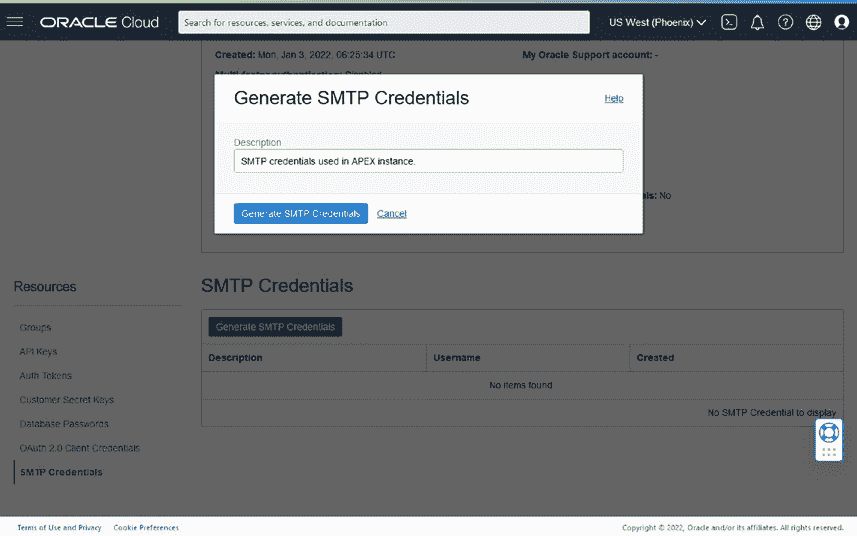 ORACLE Cloud
Search for resources, services, and documentation
US West (Phoenix)
Created: Mon, Jan 3, 2022, 06:25:34 UTC
My Oracle Support account: -
Generate SMTP Credentials
Help
Description
SMTP credentials used in APEX instance.
No
Generate SMTP Credentials
Cancel
Resources
SMTP Credentials
Groups
Generate SMTP Credentials
API Keys
Description
Username
Created
Auth Tokens
No items found
Customer Secret Keys
No SMTP Credential to display
Database Passwords
OAuth 2.0 Client Credentials
SMTP Credentials
Terms of Use and Privacy
Cookie Preferences
Copyright © 2022, Oracle and/or its affiliates. All rights reserved.